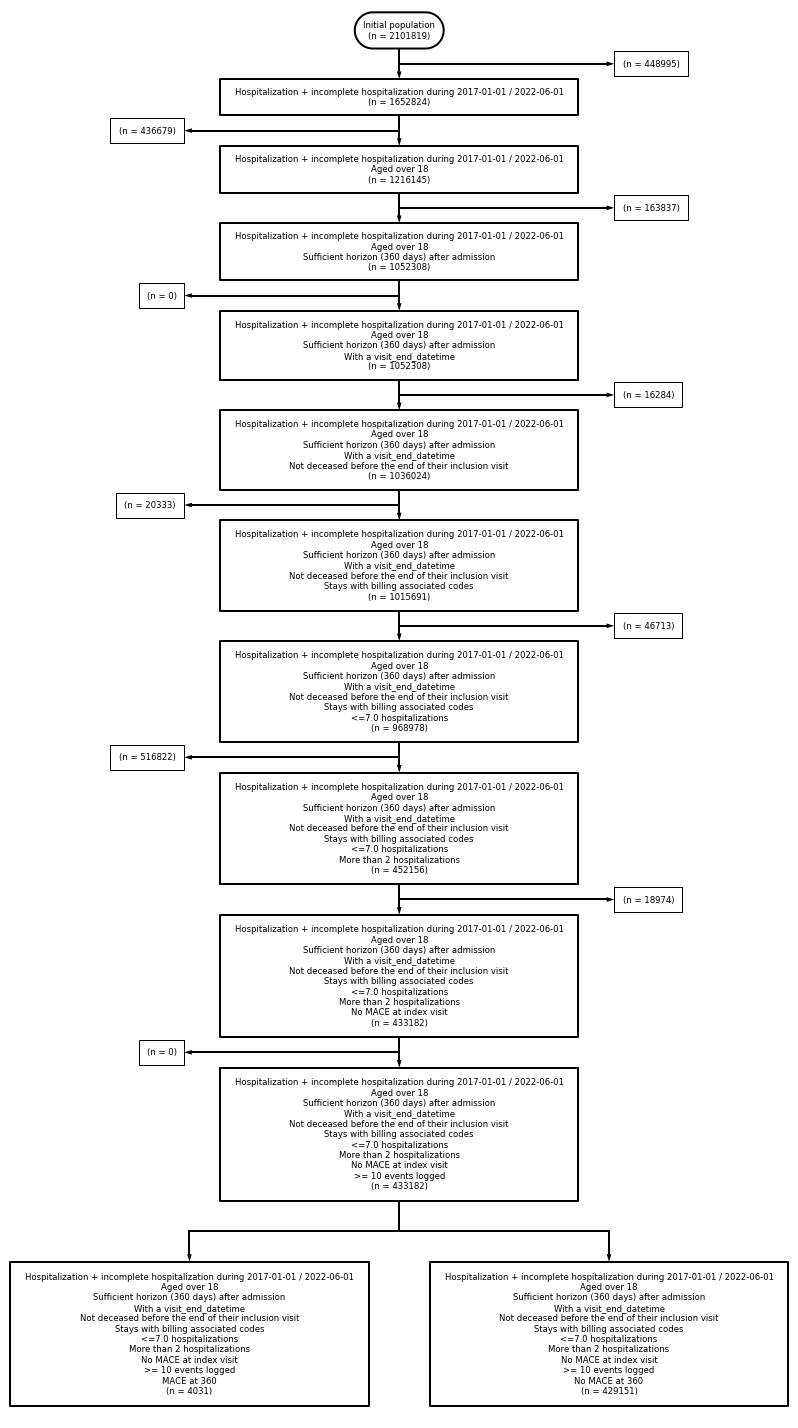 Initial population
(n = 2101819)
(n = 448995)
Hospitalization + incomplete hospitalization during 2017-01-01 / 2022-06-01
(n = 1652824)
(n = 436679)
Hospitalization + incomplete hospitalization during 2017-01-01 / 2022-06-01
Aged over 18
(n = 1216145)
(n = 163837)
Hospitalization + incomplete hospitalization during 2017-01-01 / 2022-06-01
Aged over 18
Sufficient horizon (360 days) after admission
(n = 1052308)
(n = 0)
Hospitalization + incomplete hospitalization during 2017-01-01 / 2022-06-01
Aged over 18
Sufficient horizon (360 days) after admission
With a visit_end_datetime
(n = 1052308)
(n = 16284)
Hospitalization + incomplete hospitalization during 2017-01-01 / 2022-06-01
Aged over 18
Sufficient horizon (360 days) after admission
With a visit_end_datetime
Not deceased before the end of their inclusion visit
(n = 1036024)
(n = 20333)
Hospitalization + incomplete hospitalization during 2017-01-01 / 2022-06-01
Aged over 18
Sufficient horizon (360 days) after admission
With a visit_end_datetime
Not deceased before the end of their inclusion visit
Stays with billing associated codes
(n = 1015691)
(n = 46713)
Hospitalization + incomplete hospitalization during 2017-01-01 / 2022-06-01
Aged over 18
Sufficient horizon (360 days) after admission
With a visit_end_datetime
Not deceased before the end of their inclusion visit
Stays with billing associated codes
<=7.0 hospitalizations
(n = 968978)
(n = 516822)
Hospitalization + incomplete hospitalization during 2017-01-01 / 2022-06-01
Aged over 18
Sufficient horizon (360 days) after admission
With a visit_end_datetime
Not deceased before the end of their inclusion visit
Stays with billing associated codes
<=7.0 hospitalizations
More than 2 hospitalizations
(n = 452156)
(n = 18974)
Hospitalization + incomplete hospitalization during 2017-01-01 / 2022-06-01
Aged over 18
Sufficient horizon (360 days) after admission
With a visit_end_datetime
Not deceased before the end of their inclusion visit
Stays with billing associated codes
<=7.0 hospitalizations
More than 2 hospitalizations
No MACE at index visit
(n = 433182)
(n = 0)
Hospitalization + incomplete hospitalization during 2017-01-01 / 2022-06-01
Aged over 18
Sufficient horizon (360 days) after admission
With a visit_end_datetime
Not deceased before the end of their inclusion visit
Stays with billing associated codes
<=7.0 hospitalizations
More than 2 hospitalizations
No MACE at index visit
>= 10 events logged
(n = 433182)
Hospitalization + incomplete hospitalization during 2017-01-01 / 2022-06-01
Aged over 18
Sufficient horizon (360 days) after admission
With a visit_end_datetime
Not deceased before the end of their inclusion visit
Stays with billing associated codes
<=7.0 hospitalizations
More than 2 hospitalizations
No MACE at index visit
>= 10 events logged
MACE at 360
(n = 4031)
Hospitalization + incomplete hospitalization during 2017-01-01 / 2022-06-01
Aged over 18
Sufficient horizon (360 days) after admission
With a visit_end_datetime
Not deceased before the end of their inclusion visit
Stays with billing associated codes
<=7.0 hospitalizations
More than 2 hospitalizations
No MACE at index visit
>= 10 events logged
No MACE at 360
(n = 429151)